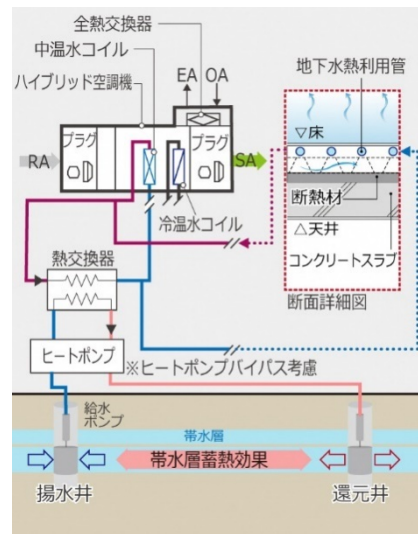 全熱交換器
中温水コイル
ハイブリッド空調機
EA
OA
プラグ
プラグ
RA
SA
冷温水コイル
地下水熱利用管
▽床
断熱材
△天井
コンクリートスラブ
断面詳細図
熱交換器
ヒートポンプ
※ヒートポンプバイパス考慮
給水
ポンプ
帯水層
帯水層蓄熱効果
揚水井
還元井